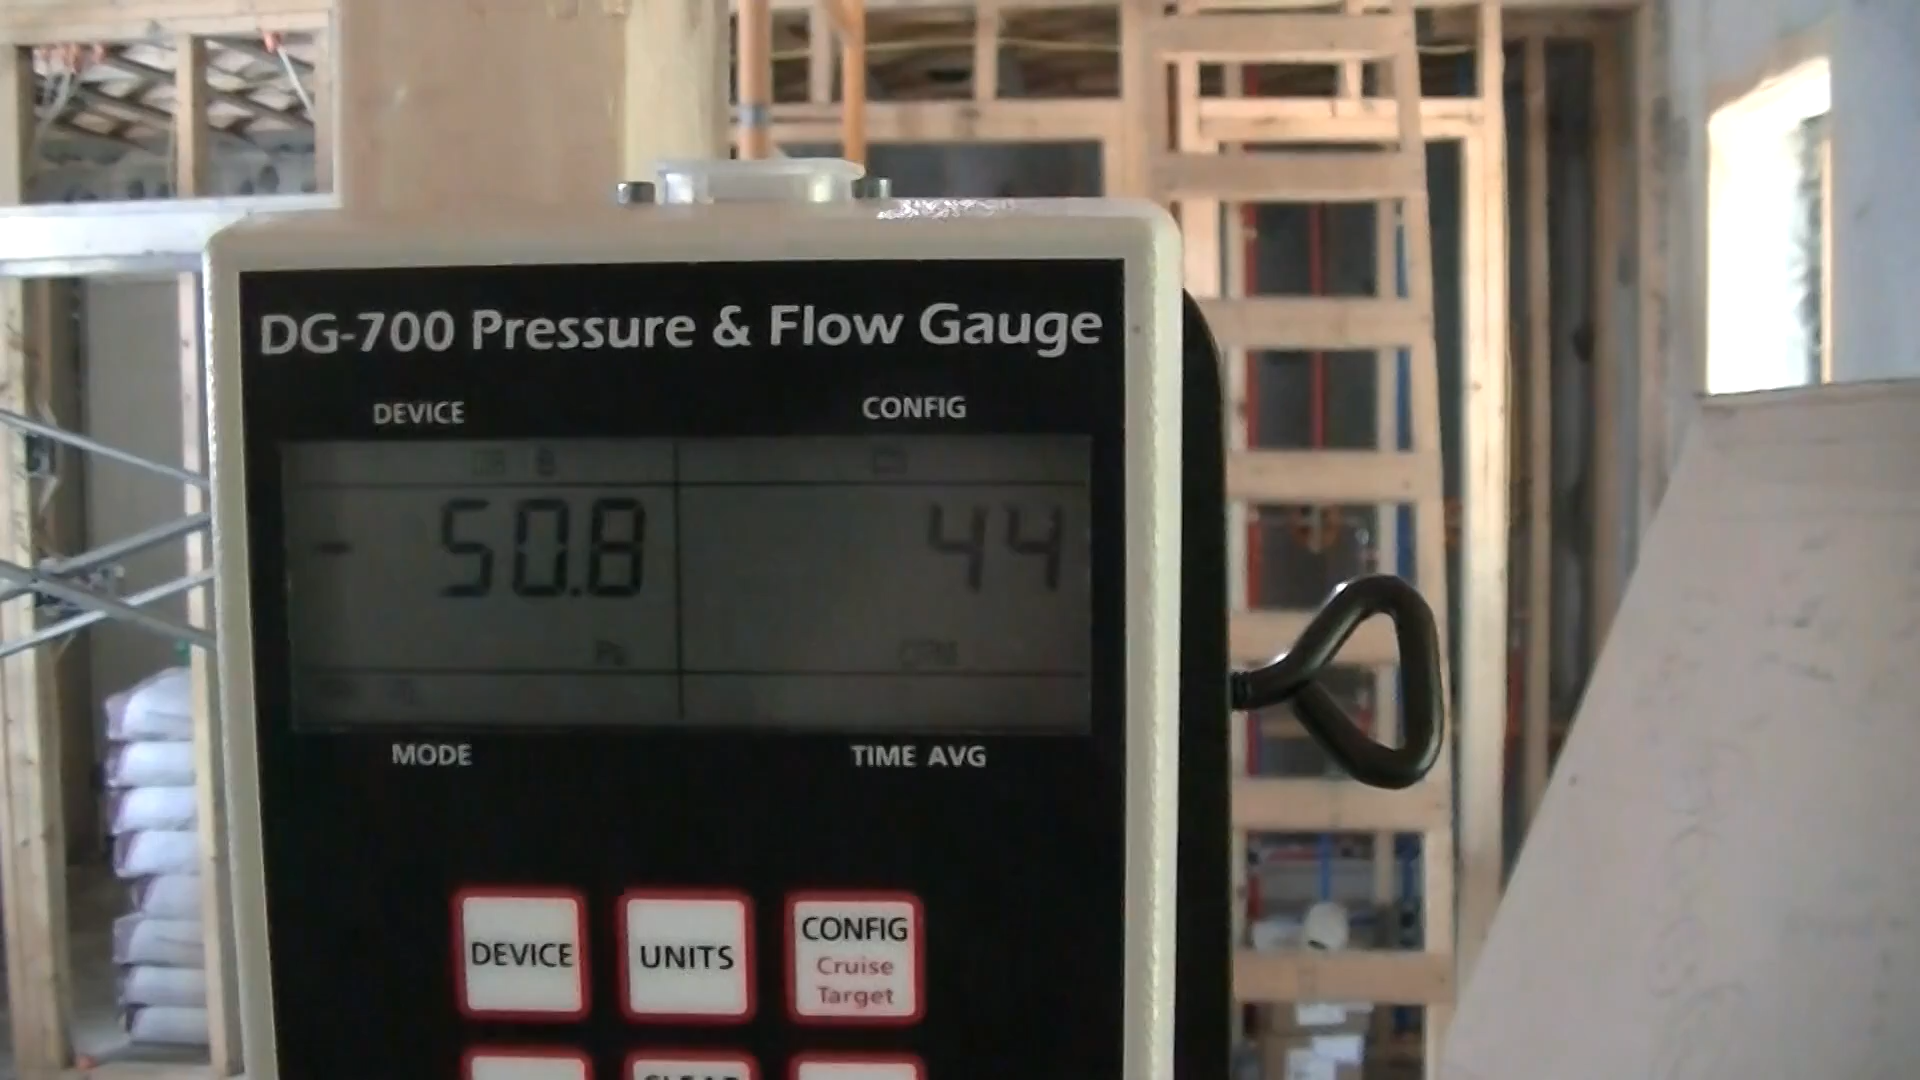 DG-700 Pressure & Flow Gauge
DEVICE CONFIG
- 50.8 44
Pa CFM
MODE TIME AVG
DEVICE UNITS CONFIG
Cruise
Target